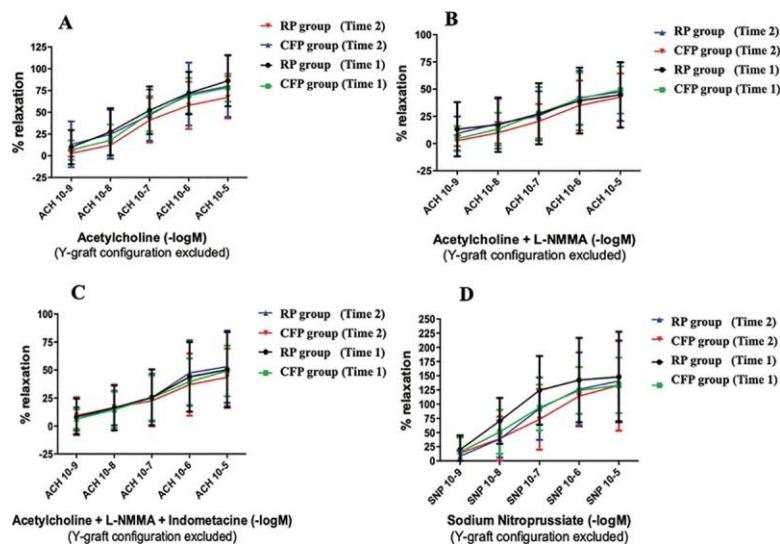 A
% relaxation
125
100
75
50
25
0
25
ACH 10-9
ACH 10-8
ACH 10-7
ACH 10-6
ACH 10-5
Acetylcholine (-logM)
(Y-graft configuration excluded)
RP group (Time 2)
CFP group (Time 2)
RP group (Time 1)
CFP group (Time 1)
B
% relaxation
100
75
50
25
0
25
ACH 10-9
ACH 10-8
ACH 10-7
ACH 10-6
ACH 10-5
Acetylcholine + L-NMMA (-logM)
(Y-graft configuration excluded)
RP group (Time 2)
CFP group (Time 2)
RP group (Time 1)
CFP group (Time 1)
C
% relaxation
100
75
50
25
0
25
ACH 10-9
ACH 10-8
ACH 10-7
ACH 10-6
ACH 10-5
Acetylcholine + L-NMMA + Indometacine (-logM)
(Y-graft configuration excluded)
RP group (Time 2)
CFP group (Time 2)
RP group (Time 1)
CFP group (Time 1)
D
% relaxation
250
225
150
125
100
150
125
25
0
SNP 10-9
SNP 10-8
SNP 10-7
SNP 10-6
SNP 10-5
Sodium Nitroprussiate (-logM)
(Y-graft configuration excluded)
RP group (Time 2)
CFP group (Time 2)
RP group (Time 1)
CFP group (Time 1)